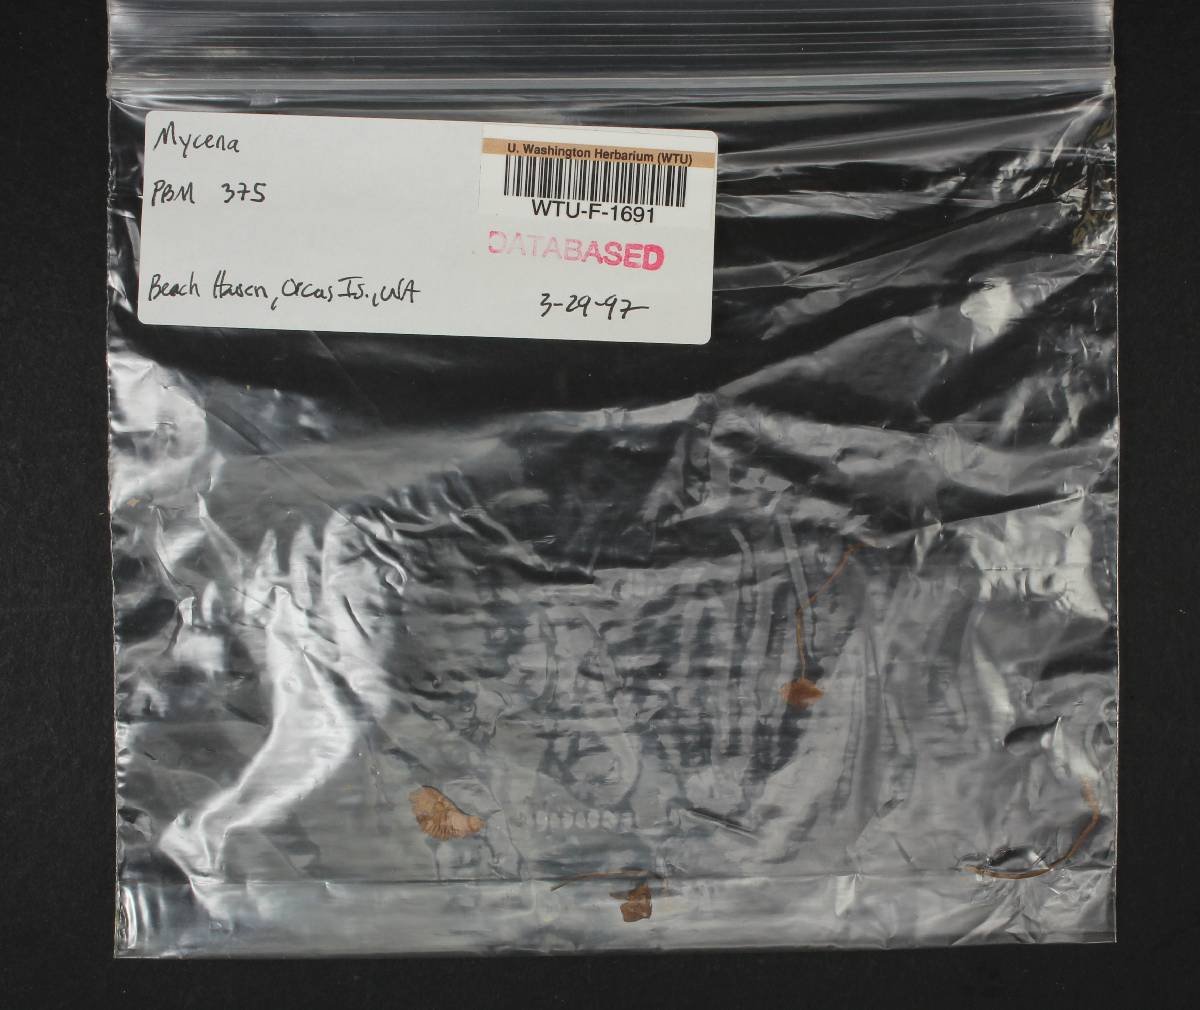 Mycena
PBM 375
Beach Haven, Orcas Is., WA
U. Washington Herbarium (WTU)
WTU-F-1691
DATABASED
3-29-97